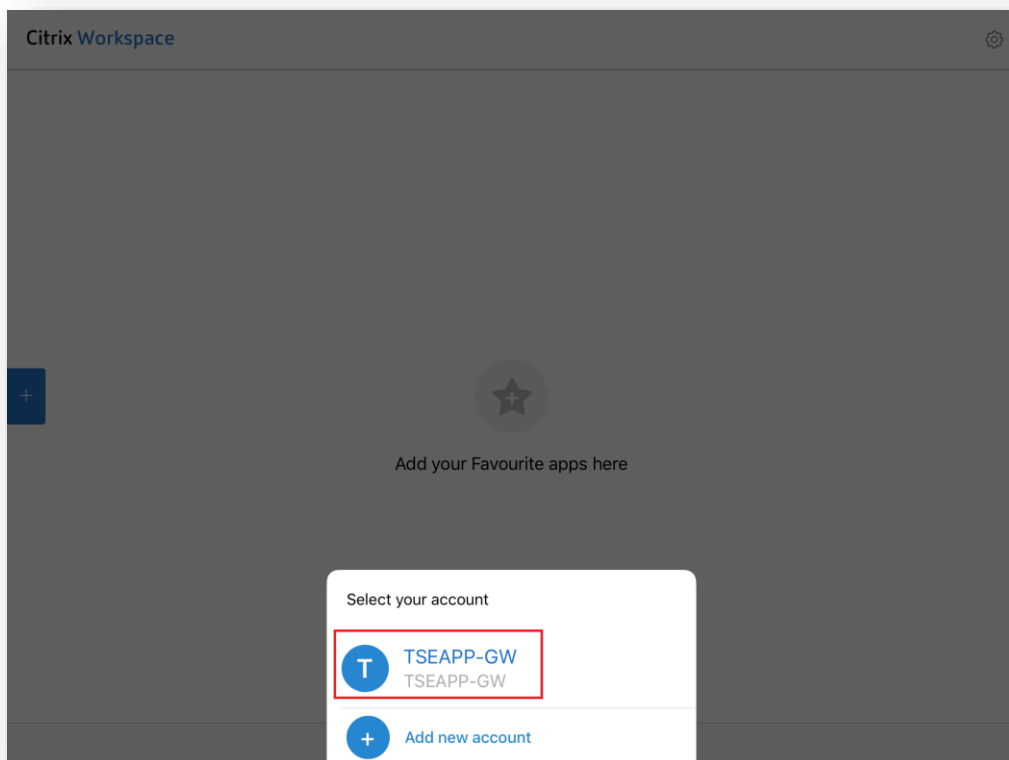 Citrix Workspace
Add your Favourite apps here
Select your account
T
TSEAPP-GW
TSEAPP-GW
Add new account